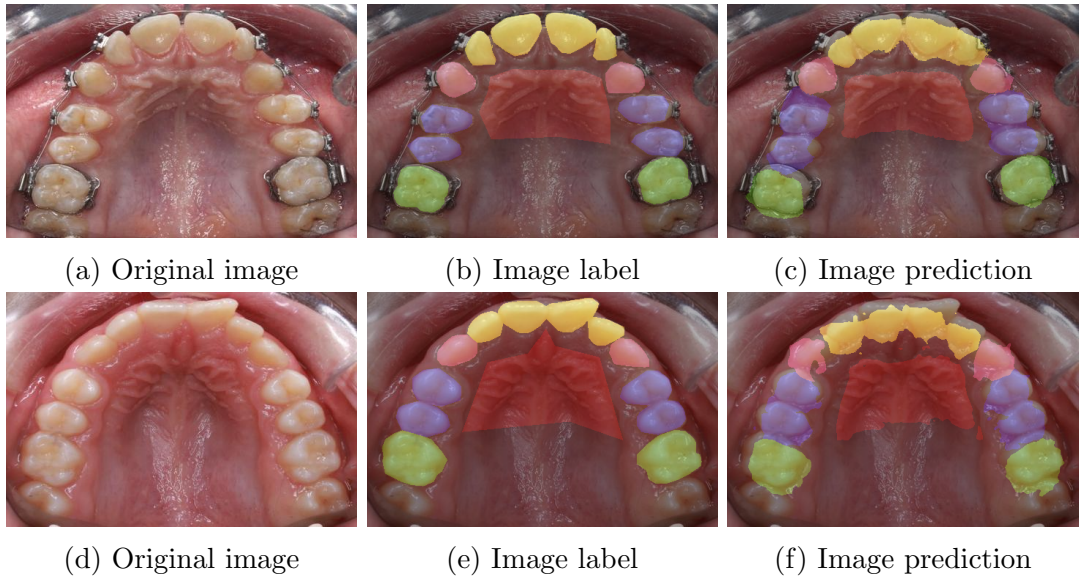 (a) Original image
(b) Image label
(c) Image prediction
(d) Original image
(e) Image label
(f) Image prediction